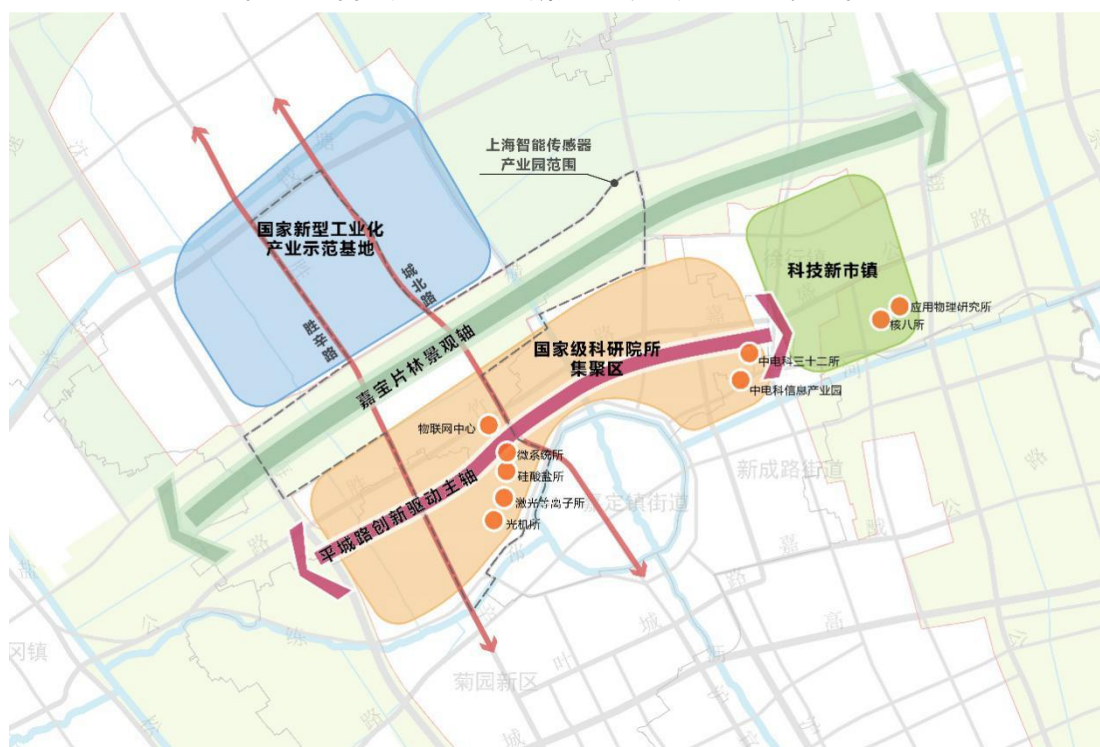 上海智能传感器
产业园范围
国家新型工业化
产业示范基地
城北路
胜辛路
科技新市镇
徐行镇
应用物理研究所
核八所
国家级科研院所
集聚区
嘉宝片林景观轴
中电科三十二所
中电科信息产业园
物联网中心
微系统所
硅酸盐所
激光等离子所
光机所
平城路创新驱动主轴
新成路街道
嘉定镇街道
菊园新区
冈镇